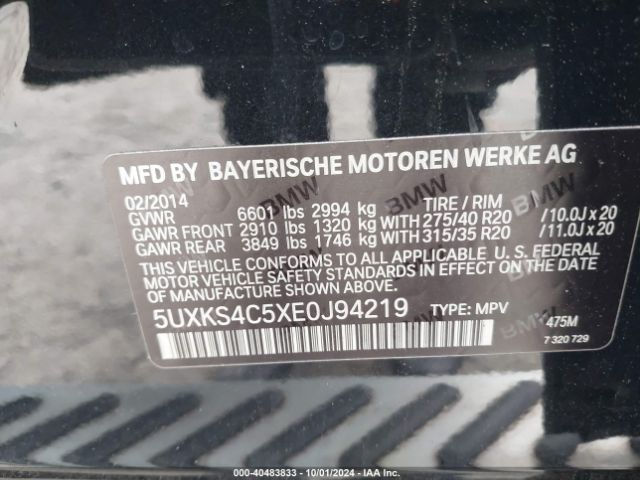 MFD BY BAYERISCHE MOTOREN WERKE AG
02/2014 TIRE / RIM
GVWR 6601 lbs 2994 kg
GAWR FRONT 2910 lbs 1320 kg WITH 275/40 R20 /10.0J x 20
GAWR REAR 3849 lbs 1746 kg WITH 315/35 R20 /11.0J x 20
THIS VEHICLE CONFORMS TO ALL APPLICABLE U.S. FEDERAL
MOTOR VEHICLE SAFETY STANDARDS IN EFFECT
ON THE DATE OF MANUFACTURE SHOWN ABOVE.
5UXKS4C5XE0J94219 TYPE: MPV
475M
7 320 729
000-40483833 - 10/01/2024 - IAA Inc.